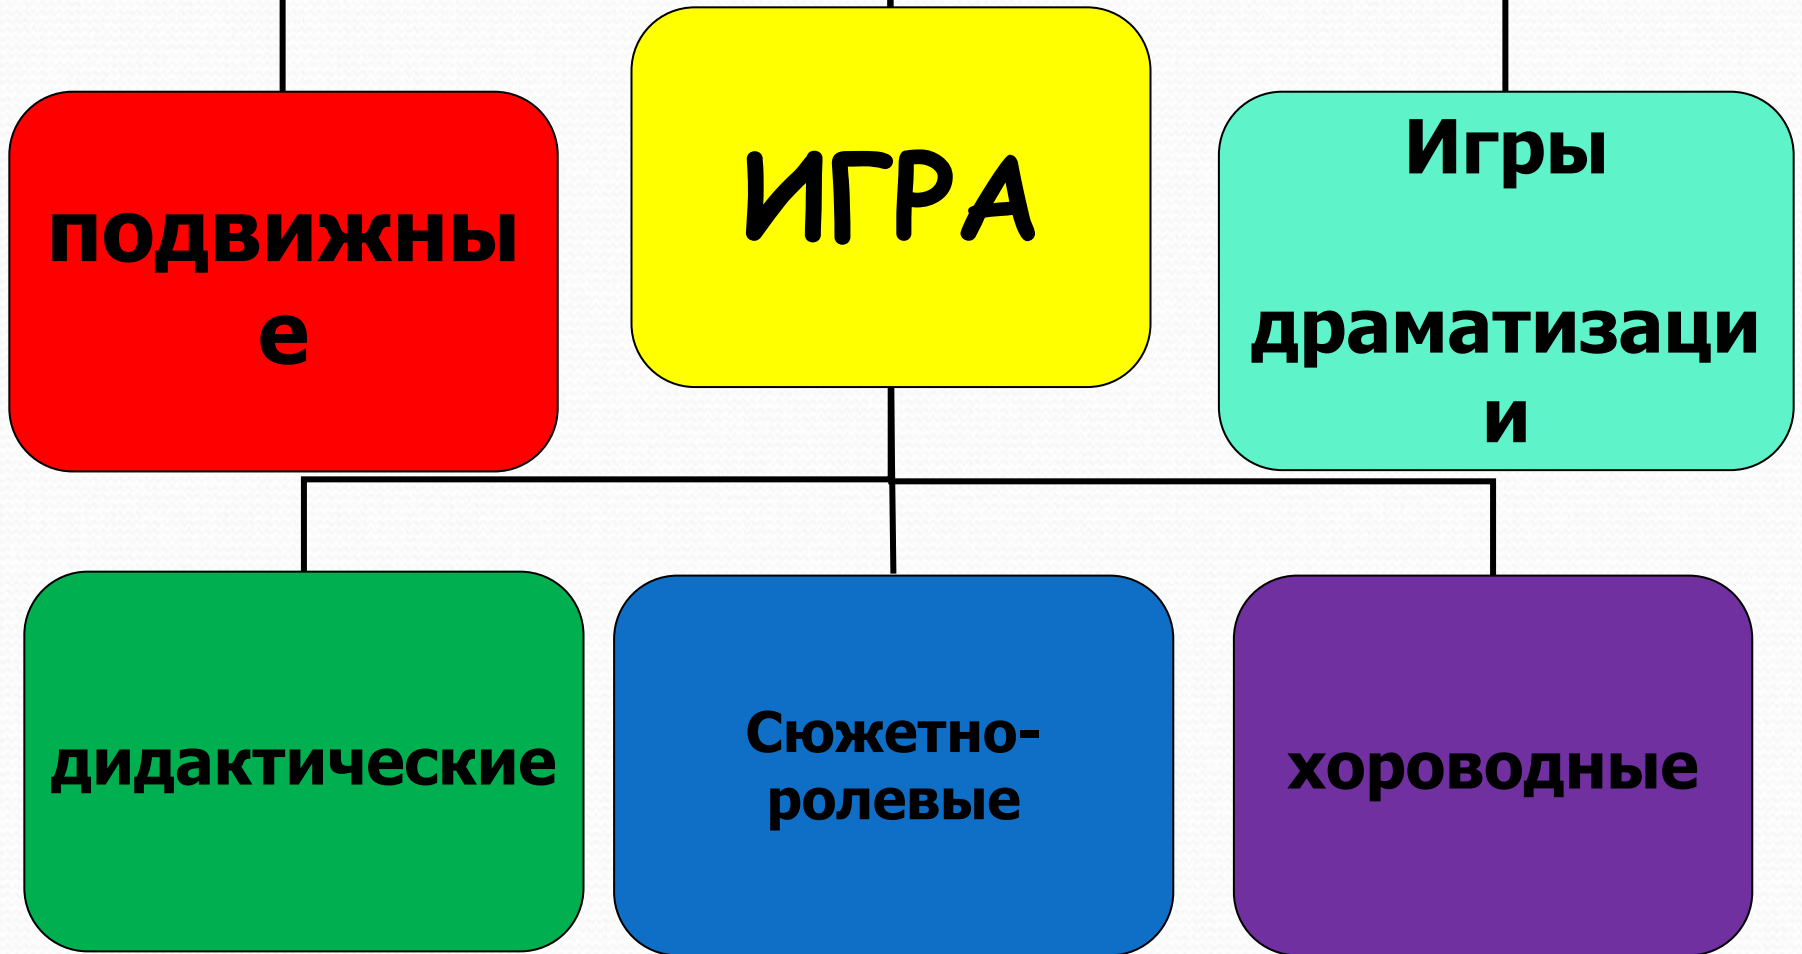 подвижны
е
ИГРА
Игры
драматизаци
и
дидактические
Сюжетно-
ролевые
хороводные